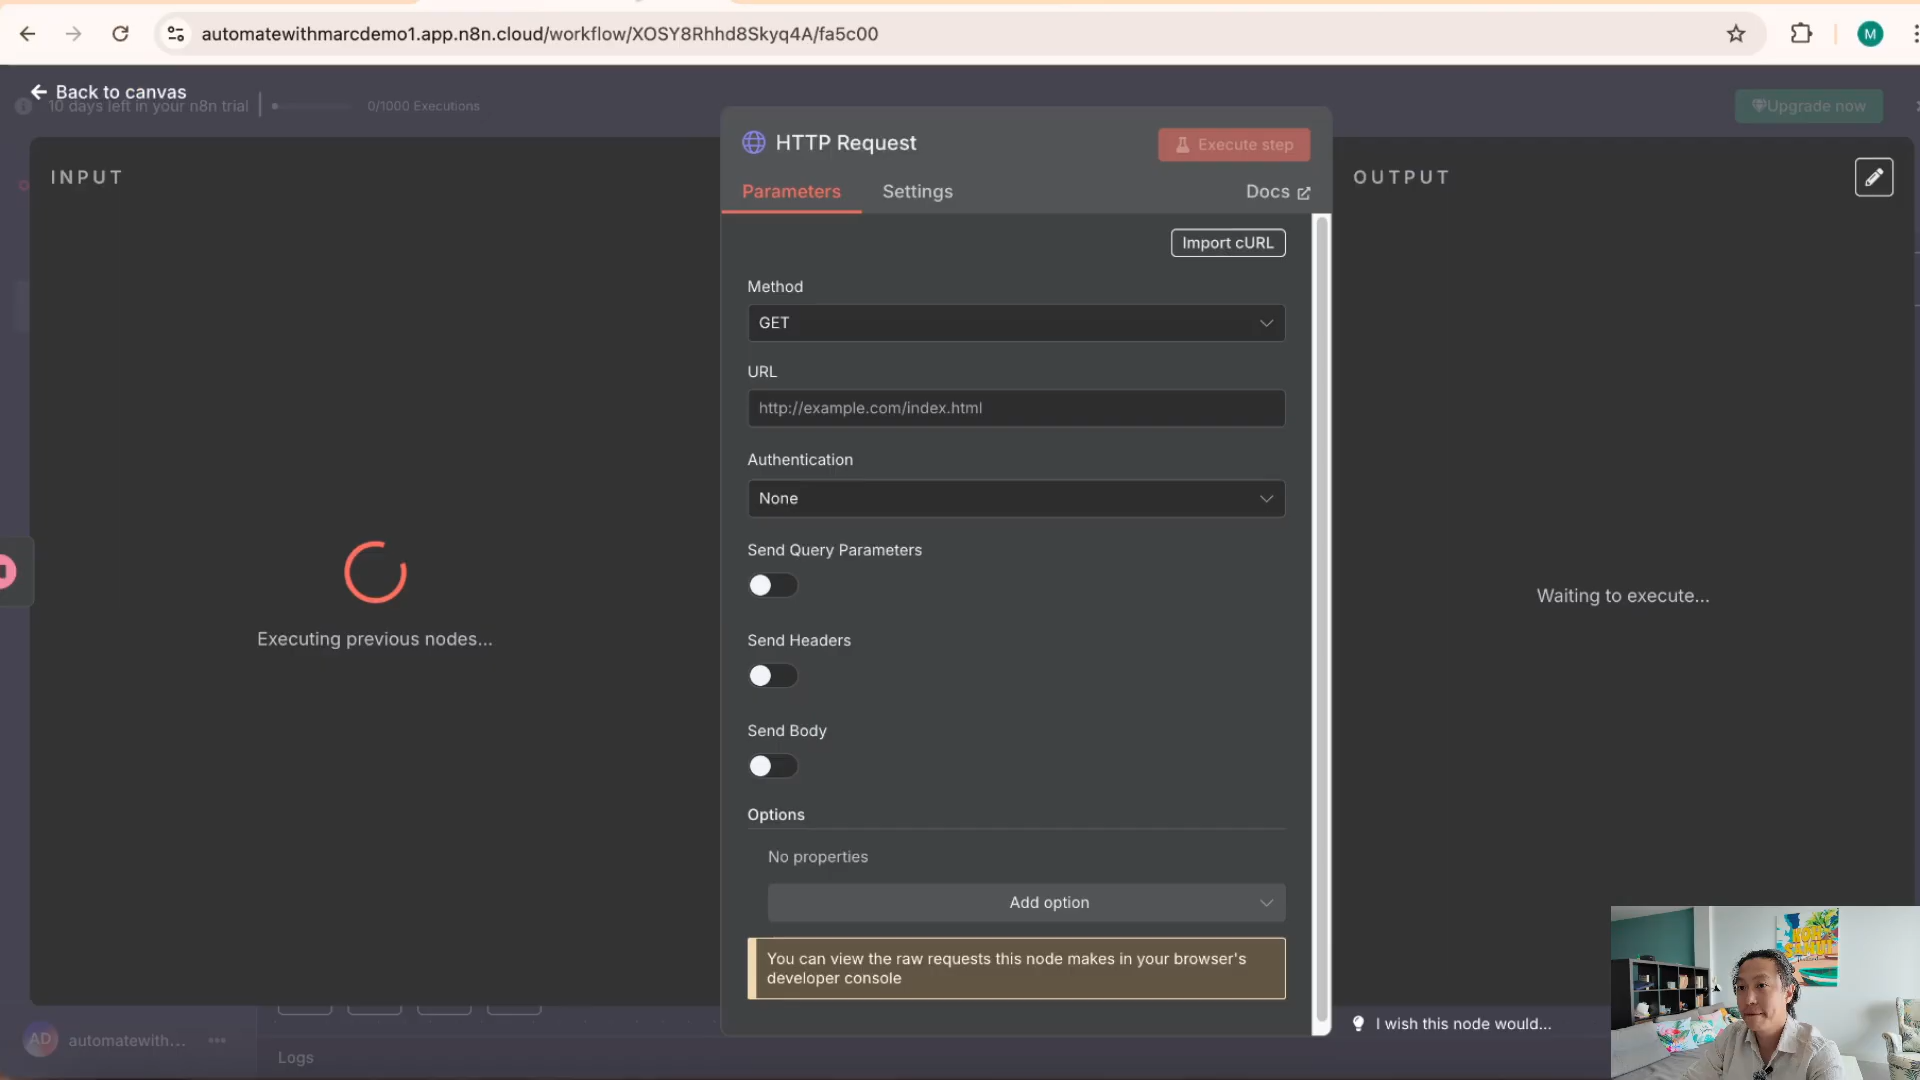 automatewithmarcdemo1.app.n8n.cloud/workflow/XOSY8Rhhd8Skyq4A/fa5c00
M
Back to canvas
10 days left in your n8n trial
0/1000 Executions
Upgrade now
INPUT
HTTP Request
Execute step
OUTPUT
Parameters
Settings
Docs
Import cURL
Method
GET
URL
http://example.com/index.html
Authentication
None
Send Query Parameters
Executing previous nodes...
Waiting to execute...
Send Headers
Send Body
Options
No properties
Add option
You can view the raw requests this node makes in your browser's
developer console
I wish this node would...
AD
automatewith...
Logs
KOH
SAMUI